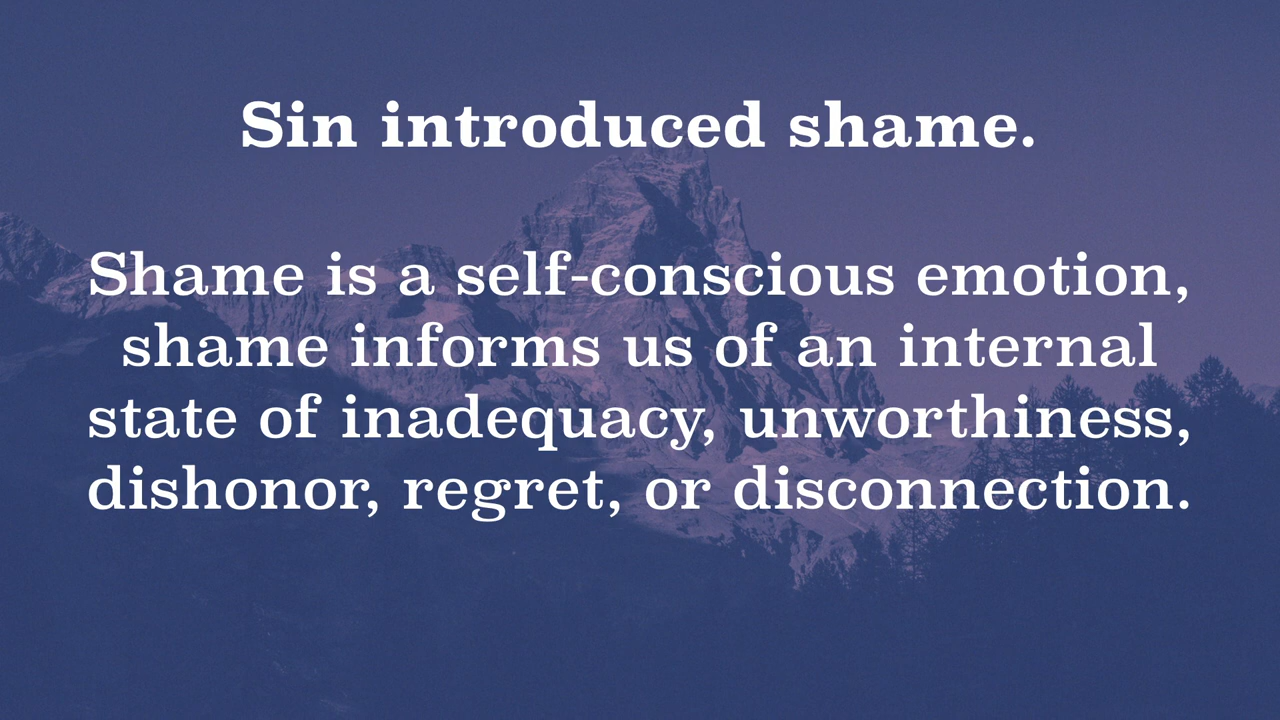 Sin introduced shame.
Shame is a self-conscious emotion,
shame informs us of an internal
state of inadequacy, unworthiness,
dishonor, regret, or disconnection.